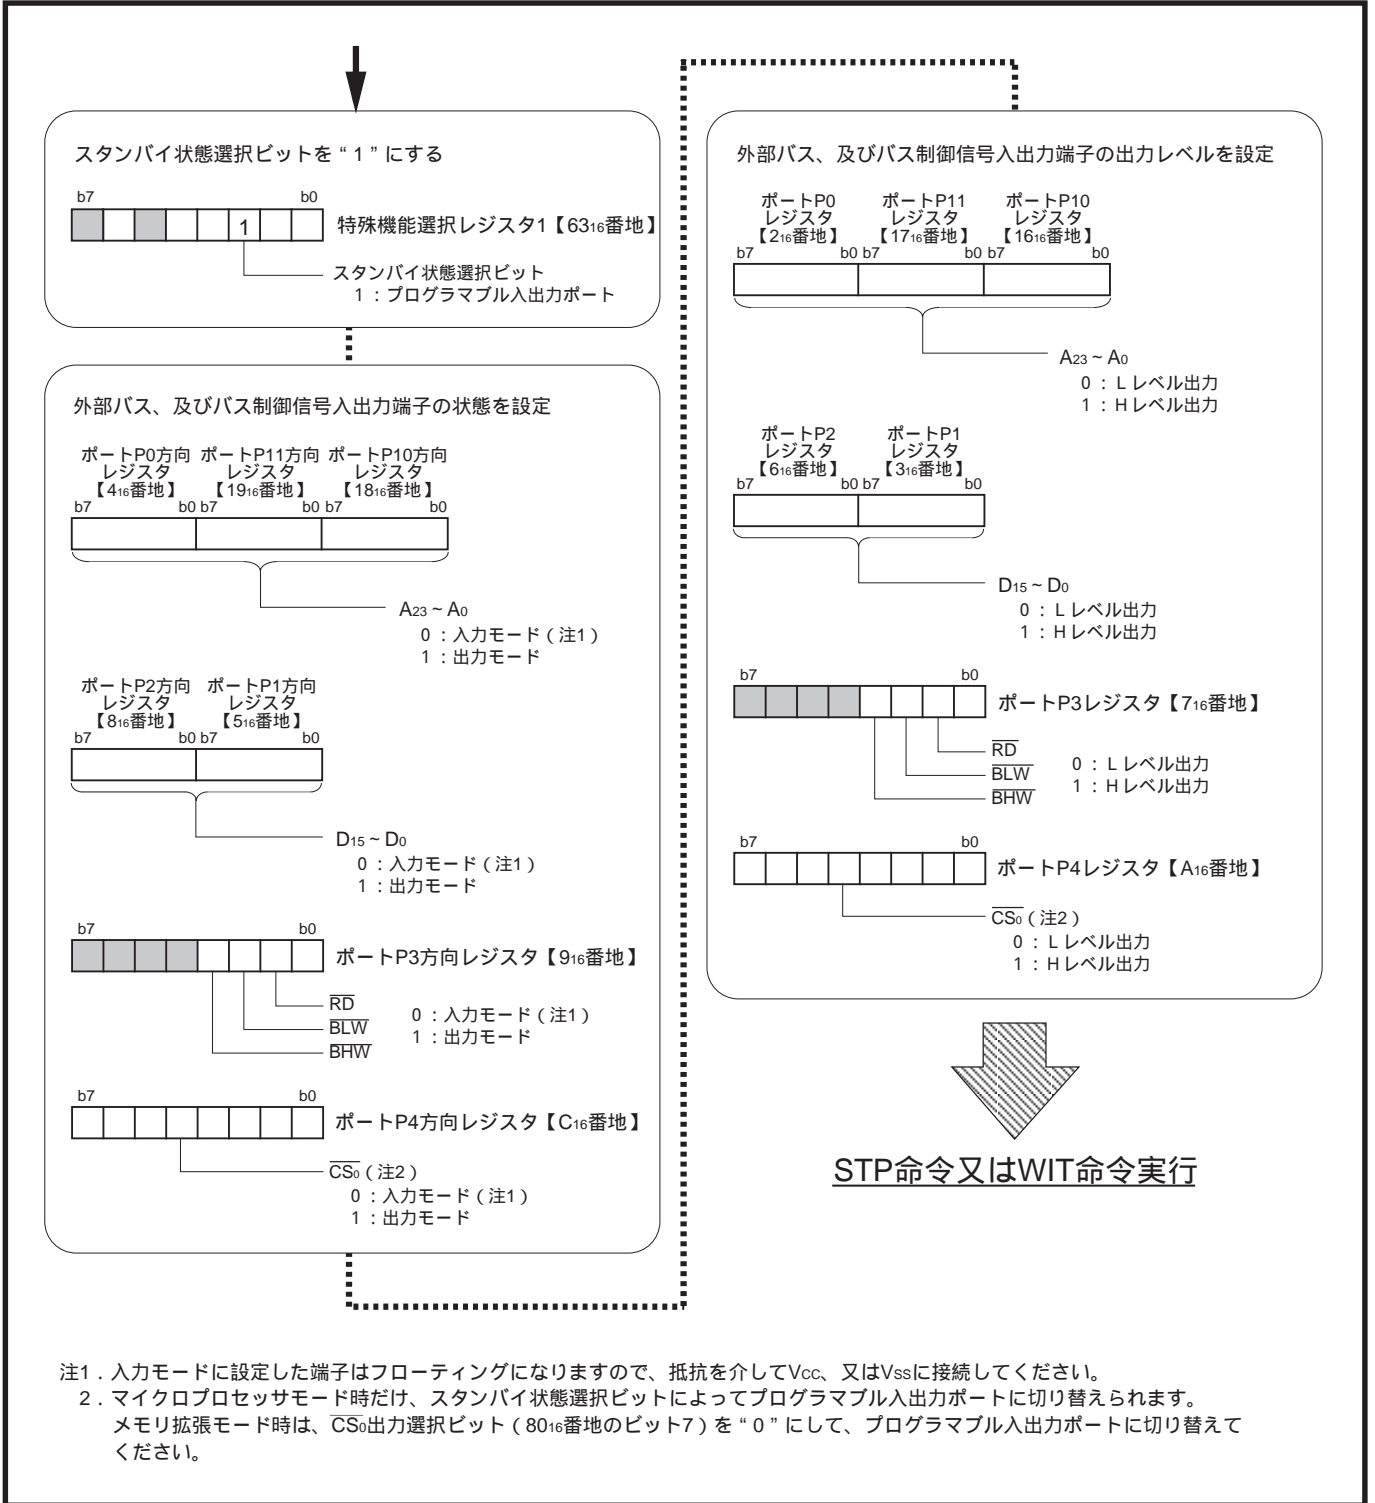 スタンバイ状態選択ビットを“1”にする
b7 b0
1
特殊機能選択レジスタ1【6316番地】
スタンバイ状態選択ビット
1：プログラマブル入出力ポート
外部バス、及びバス制御信号入出力端子の状態を設定
ポートP0方向 ポートP11方向 ポートP10方向
レジスタ レジスタ レジスタ
【416番地】 【1916番地】 【1816番地】
b7 b0 b7 b0 b7 b0
A23～A0
0：入力モード（注1）
1：出力モード
ポートP2方向 ポートP1方向
レジスタ レジスタ
【816番地】 【516番地】
b7 b0 b7 b0
D15～D0
0：入力モード（注1）
1：出力モード
b7 b0
ポートP3方向レジスタ【916番地】
RD
BLW
BHW
0：入力モード（注1）
1：出力モード
b7 b0
ポートP4方向レジスタ【C16番地】
CS0（注2）
0：入力モード（注1）
1：出力モード
外部バス、及びバス制御信号入出力端子の出力レベルを設定
ポートP0 ポートP11 ポートP10
レジスタ レジスタ レジスタ
【216番地】 【1716番地】 【1616番地】
b7 b0 b7 b0 b7 b0
A23～A0
0：Lレベル出力
1：Hレベル出力
ポートP2 ポートP1
レジスタ レジスタ
【616番地】 【316番地】
b7 b0 b7 b0
D15～D0
0：Lレベル出力
1：Hレベル出力
b7 b0
ポートP3レジスタ【716番地】
RD
BLW
BHW
0：Lレベル出力
1：Hレベル出力
b7 b0
ポートP4レジスタ【A16番地】
CS0（注2）
0：Lレベル出力
1：Hレベル出力
STP命令又はWIT命令実行
注1．入力モードに設定した端子はフローティングになりますので、抵抗を介してVCC、又はVSSに接続してください。
2．マイクロプロセッサモード時だけ、スタンバイ状態選択ビットによってプログラマブル入出力ポートに切り替えられます。
メモリ拡張モード時は、CS0出力選択ビット（8016番地のビット7）を“0”にして、プログラマブル入出力ポートに切り替えて
ください。